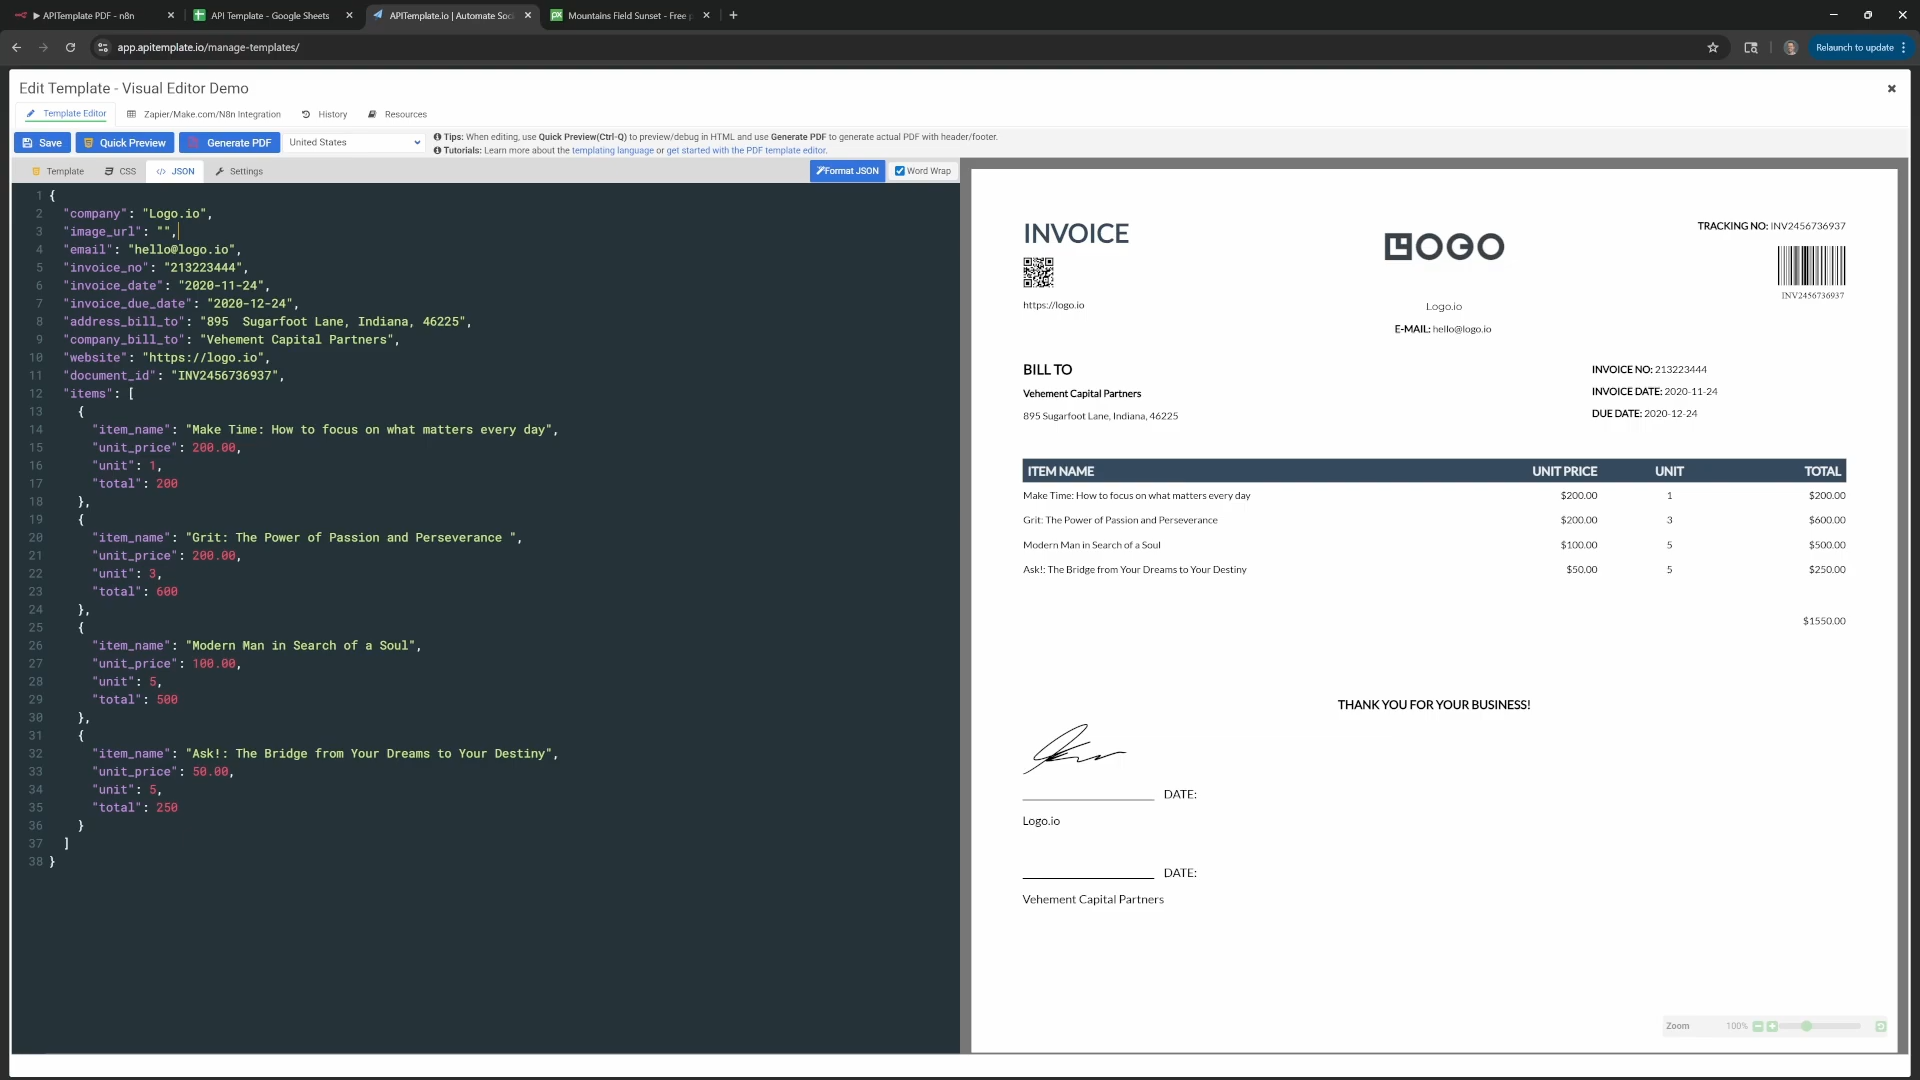 APITemplate PDF - n8n
API Template - Google Sheets
APITemplate.io | Automate Soc
Mountains Field Sunset - Free p
app.apitemplate.io/manage-templates/
Relaunch to update
Edit Template - Visual Editor Demo
Template Editor
Zapier/Make.com/N8n Integration
History
Resources
Save
Quick Preview
Generate PDF
United States
Tips: When editing, use Quick Preview(Ctrl-Q) to preview/debug in HTML and use Generate PDF to generate actual PDF with header/footer.
Tutorials: Learn more about the templating language or get started with the PDF template editor.
Template
CSS
</> JSON
Settings
Format JSON
Word Wrap
1 {
2 "company": "Logo.io",
3 "image_url": "",
4 "email": "hello@logo.io",
5 "invoice_no": "213223444",
6 "invoice_date": "2020-11-24",
7 "invoice_due_date": "2020-12-24",
8 "address_bill_to": "895  Sugarfoot Lane, Indiana, 46225",
9 "company_bill_to": "Vehement Capital Partners",
10 "website": "https://logo.io",
11 "document_id": "INV2456736937",
12 "items": [
13 {
14 "item_name": "Make Time: How to focus on what matters every day",
15 "unit_price": 200.00,
16 "unit": 1,
17 "total": 200
18 },
19 {
20 "item_name": "Grit: The Power of Passion and Perseverance ",
21 "unit_price": 200.00,
22 "unit": 3,
23 "total": 600
24 },
25 {
26 "item_name": "Modern Man in Search of a Soul",
27 "unit_price": 100.00,
28 "unit": 5,
29 "total": 500
30 },
31 {
32 "item_name": "Ask!: The Bridge from Your Dreams to Your Destiny",
33 "unit_price": 50.00,
34 "unit": 5,
35 "total": 250
36 }
37 ]
38 }
INVOICE
https://logo.io
LOGO
Logo.io
E-MAIL: hello@logo.io
TRACKING NO: INV2456736937
INV2456736937
BILL TO
Vehement Capital Partners
895 Sugarfoot Lane, Indiana, 46225
INVOICE NO: 213223444
INVOICE DATE: 2020-11-24
DUE DATE: 2020-12-24
ITEM NAME UNIT PRICE UNIT TOTAL
Make Time: How to focus on what matters every day $200.00 1 $200.00
Grit: The Power of Passion and Perseverance $200.00 3 $600.00
Modern Man in Search of a Soul $100.00 5 $500.00
Ask!: The Bridge from Your Dreams to Your Destiny $50.00 5 $250.00
$1550.00
THANK YOU FOR YOUR BUSINESS!
DATE:
Logo.io
DATE:
Vehement Capital Partners
Zoom 100%